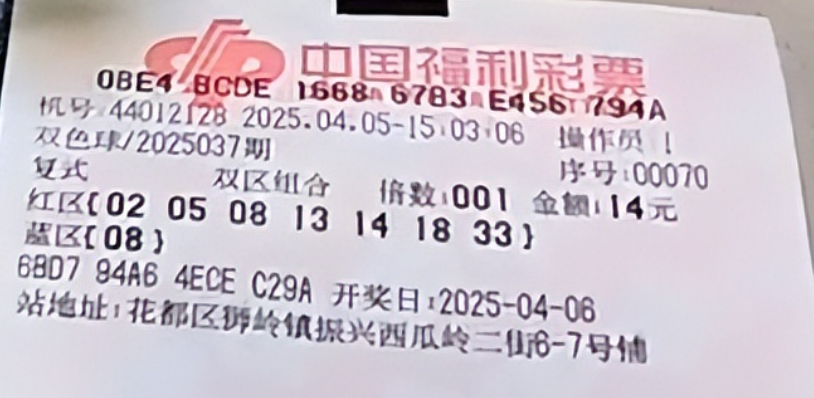 中国福利彩票
0BE4 8CDE 1668 6783 E456 794A
机号:44012128 2025.04.05-15:03:06 操作员 1
双色球/2025037期 序号:00070
复式 双区组合 倍数:001 金额:14元
红区{02 05 08 13 14 18 33}
蓝区{08}
68D7 94A6 4ECE C29A 开奖日:2025-04-06
站地址:花都区狮岭镇振兴西瓜岭二街6-7号铺